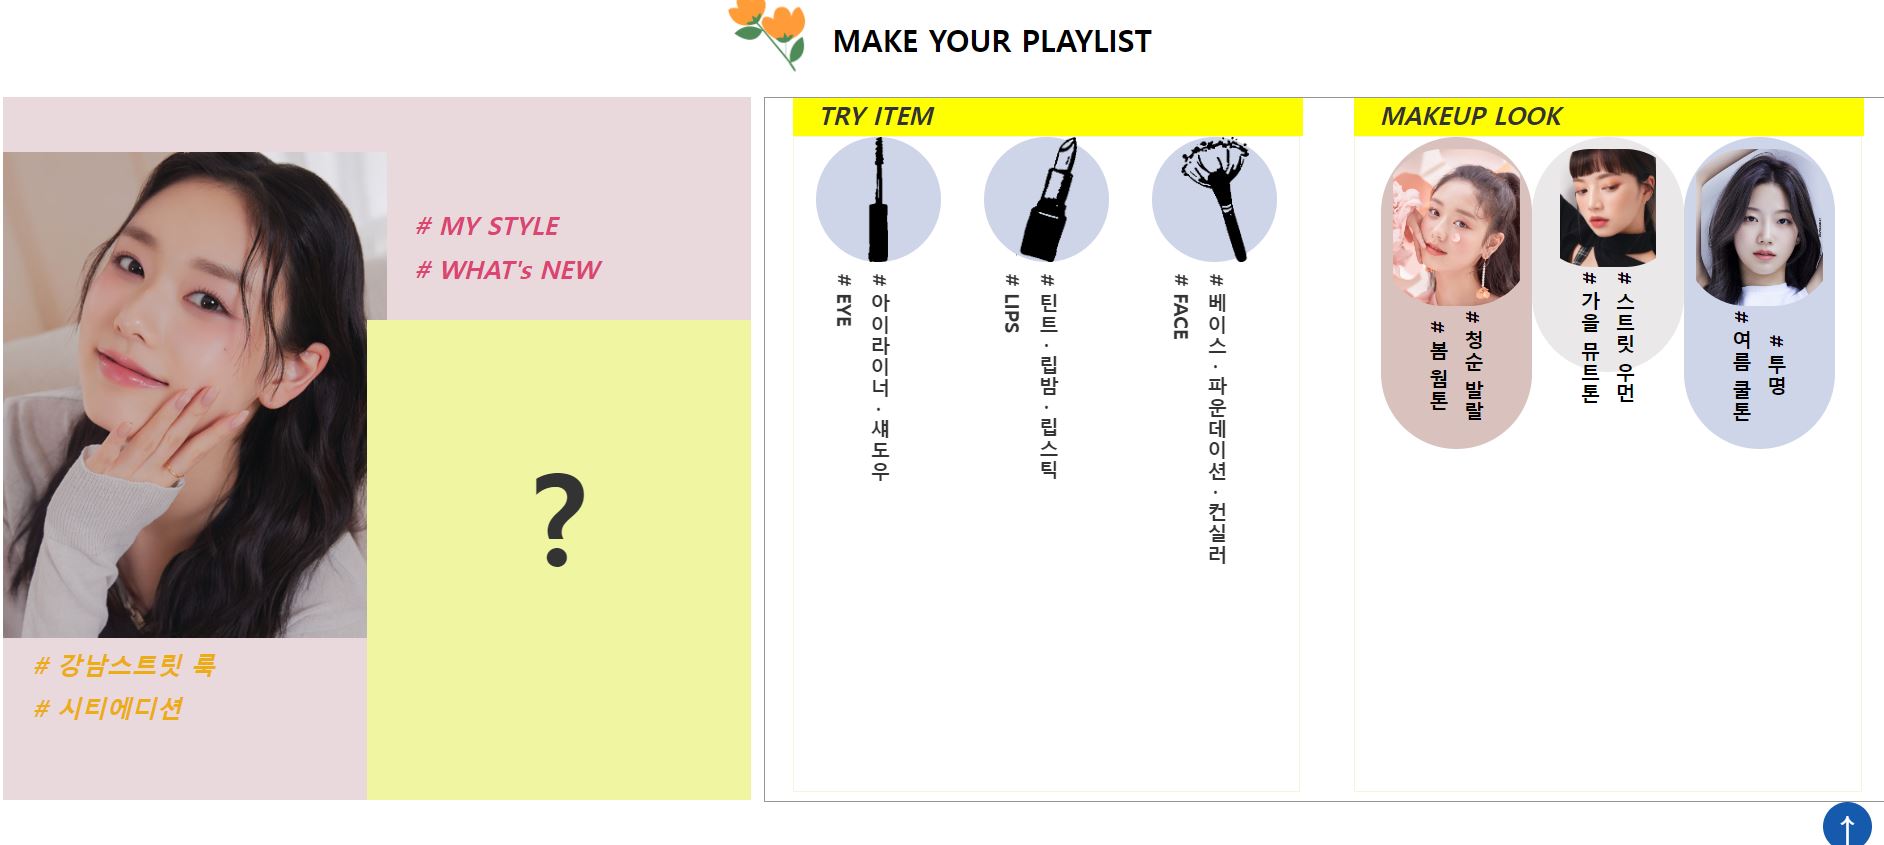 MAKE YOUR PLAYLIST
# MY STYLE
# WHAT's NEW
?
# 강남스트릿 룩
# 시티에디션
TRY ITEM
# 아이라이너 · 섀도우
# EYE
# 틴트 · 립밤 · 립스틱
# LIPS
# 베이스 · 파운데이션 · 컨실러
# FACE
MAKEUP LOOK
# 청순 발랄
# 봄 웜톤
# 스트릿 우먼
# 가을 뮤트톤
# 투명
# 여름 쿨톤
↑